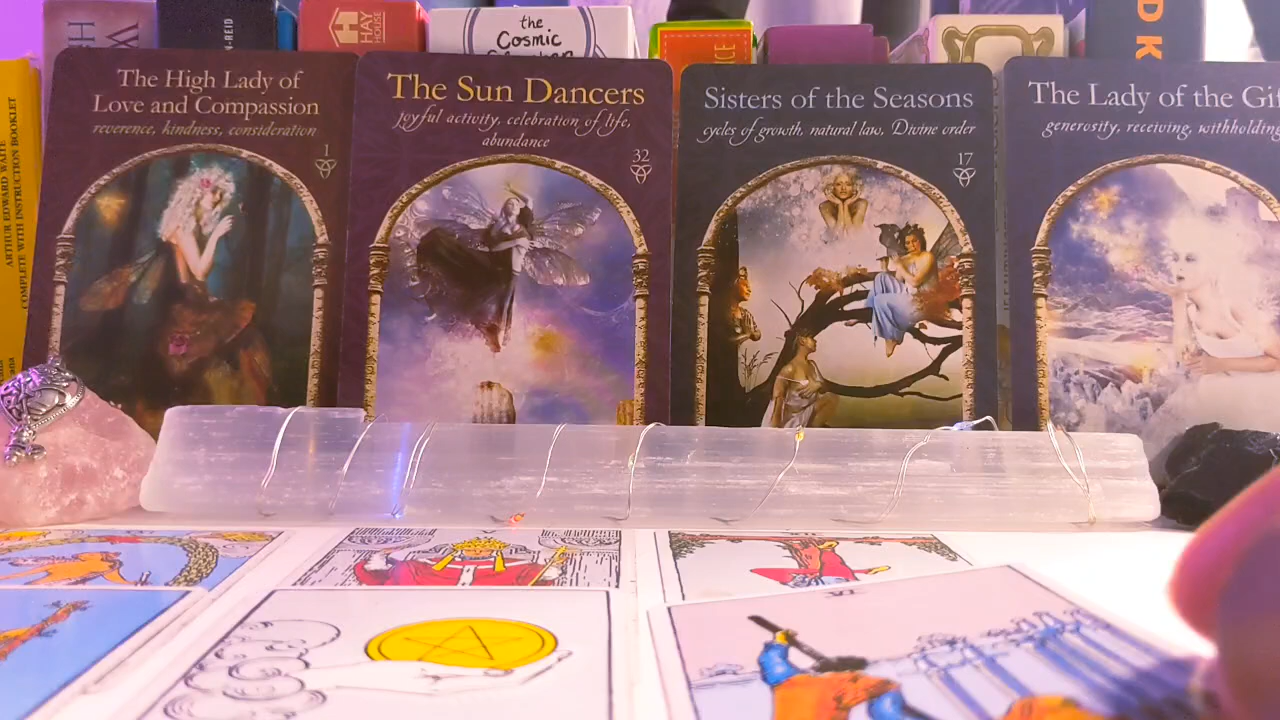 HAY
HOUSE
N-REID
the
Cosmic
ARTHUR EDWARD WAITE
COMPLETE WITH INSTRUCTION BOOKLET
The High Lady of
Love and Compassion
reverence, kindness, consideration
1
The Sun Dancers
joyful activity, celebration of life,
abundance
32
Sisters of the Seasons
cycles of growth, natural law, Divine order
17
The Lady of the
generosity, receiving, withholding
VI